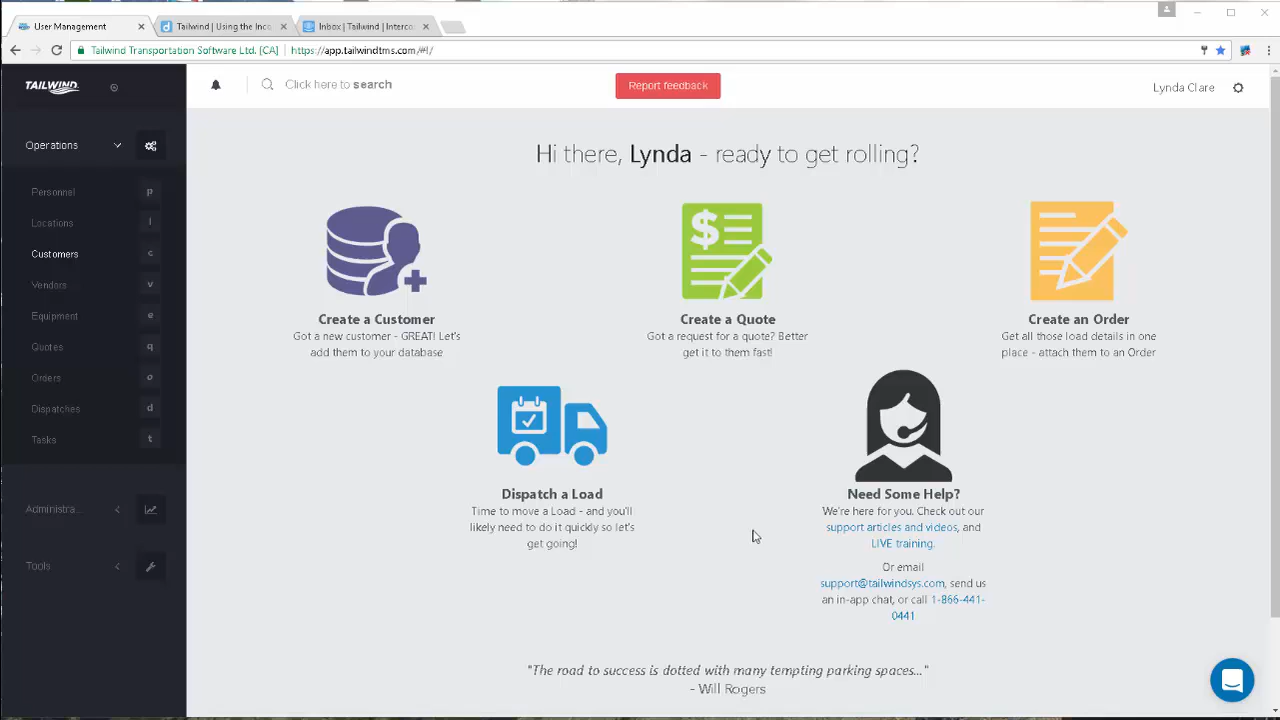 User Management
Tailwind | Using the Inco
Inbox | Tailwind | Interco
Tailwind Transportation Software Ltd. [CA]
https://app.tailwindtms.com/#!/
TAILWIND
Click here to search
Report feedback
Lynda Clare
Operations
Personnel p
Locations l
Customers c
Vendors v
Equipment e
Quotes q
Orders o
Dispatches d
Tasks t
Administra...
Tools
Hi there, Lynda - ready to get rolling?
Create a Customer
Got a new customer - GREAT! Let's
add them to your database
$
Create a Quote
Got a request for a quote? Better
get it to them fast!
Create an Order
Get all those load details in one
place - attach them to an Order
Dispatch a Load
Time to move a Load - and you'll
likely need to do it quickly so let's
get going!
Need Some Help?
We're here for you. Check out our
support articles and videos, and
LIVE training.
Or email
support@tailwindsys.com, send us
an in-app chat, or call 1-866-441-
0441
"The road to success is dotted with many tempting parking spaces..."
- Will Rogers